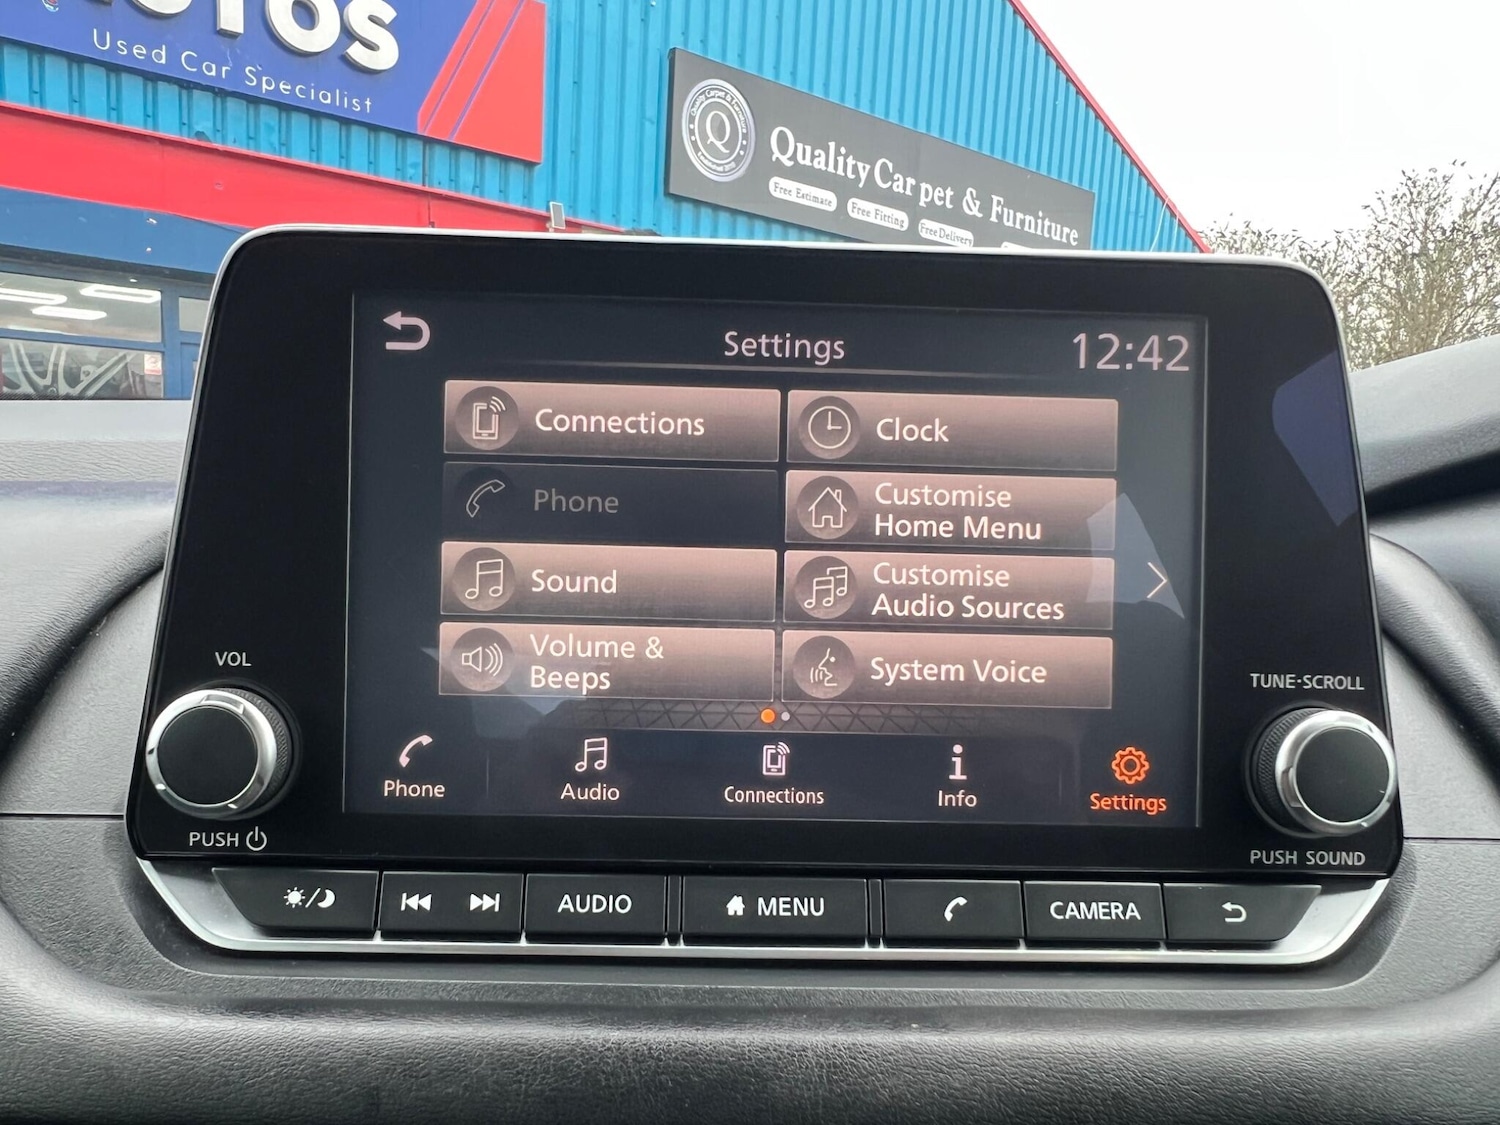 Used Car Specialist
Quality Carpet & Furniture
Free Estimate
Free Fitting
Free Delivery
Q
Settings
12:42
Connections
Clock
Phone
Customise
Home Menu
Sound
Customise
Audio Sources
Volume &
Beeps
System Voice
Phone
Audio
Connections
Info
Settings
VOL
PUSH
TUNE·SCROLL
PUSH SOUND
AUDIO
MENU
CAMERA